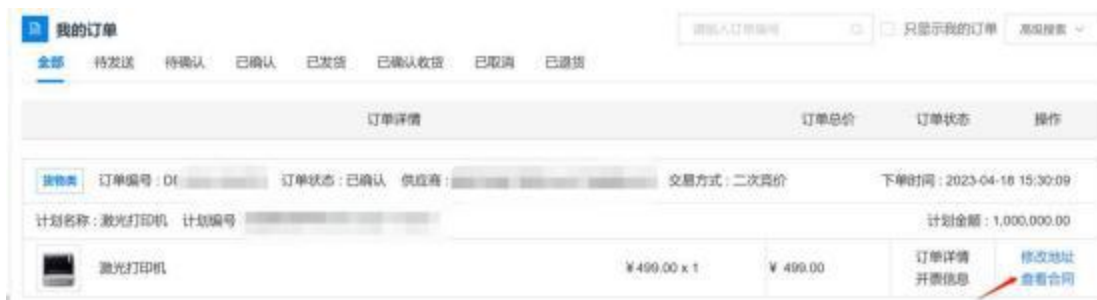 我的订单 请输入订单编号 只显示我的订单 高级搜索
全部 待发送 待确认 已确认 已发货 已确认收货 已取消 已退货
订单详情 订单总价 订单状态 操作
货物类 订单编号：D 订单状态：已确认 供应商： 交易方式：二次竞价 下单时间：2023-04-18 15:30:09
计划名称：激光打印机 计划编号 计划金额：1,000,000.00
激光打印机 ￥499.00 x 1 ￥ 499.00 订单详情 修改地址
开票信息 查看合同